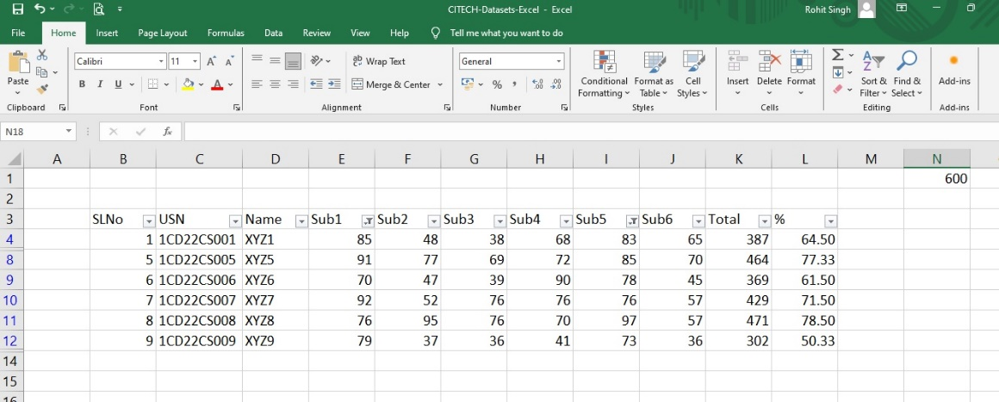 CITECH-Datasets-Excel - Excel Rohit Singh
File Home Insert Page Layout Formulas Data Review View Help Tell me what you want to do
Calibri 11 ab Wrap Text General
Paste B I U A Merge & Center % Conditional Formatting Format as Table Cell Styles Insert Delete Format Sort & Filter Find & Select Add-ins
Clipboard Font Alignment Number Styles Cells Editing Add-ins
N18 fx
A B C D E F G H I J K L M N
1 600
2
3 SLNo USN Name Sub1 Sub2 Sub3 Sub4 Sub5 Sub6 Total %
4 1 1CD22CS001 XYZ1 85 48 38 68 83 65 387 64.50
8 5 1CD22CS005 XYZ5 91 77 69 72 85 70 464 77.33
9 6 1CD22CS006 XYZ6 70 47 39 90 78 45 369 61.50
10 7 1CD22CS007 XYZ7 92 52 76 76 76 57 429 71.50
11 8 1CD22CS008 XYZ8 76 95 76 70 97 57 471 78.50
12 9 1CD22CS009 XYZ9 79 37 36 41 73 36 302 50.33
14
15
16